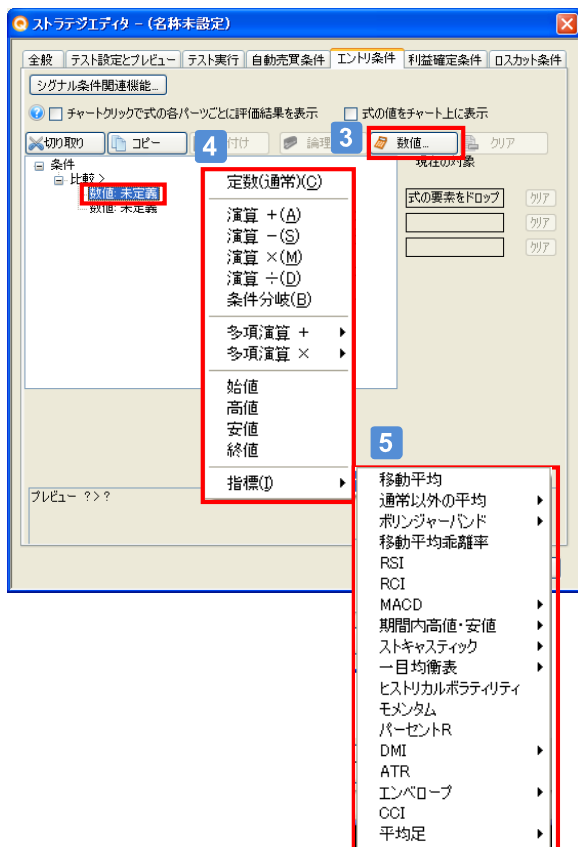 ストラテジエディター(名称未設定)
全般 テスト設定とプレビュー テスト実行 自動売買条件 エントリ条件 利益確定条件 ロスカット条件
シグナル条件関連機能...
チャートクリックで式の各パーツごとに評価結果を表示 式の値をチャート上に表示
切り取り コピー 付け 論理 数値... クリア
4
3
条件
比較 >
数値: 未定義
数値: 未定義
現在の対象
式の要素をドロップ クリア
クリア
クリア
定数(通常)(C)
演算 +(A)
演算 -(S)
演算 ×(M)
演算 ÷(D)
条件分岐(B)
多項演算 +
多項演算 ×
始値
高値
安値
終値
指標(I)
プレビュー ?>?
5
移動平均
通常以外の平均
ボリンジャーバンド
移動平均乖離率
RSI
RCI
MACD
期間内高値・安値
ストキャスティック
一目均衡表
ヒストリカルボラティリティ
モメンタム
パーセントR
DMI
ATR
エンベロープ
CCI
平均足